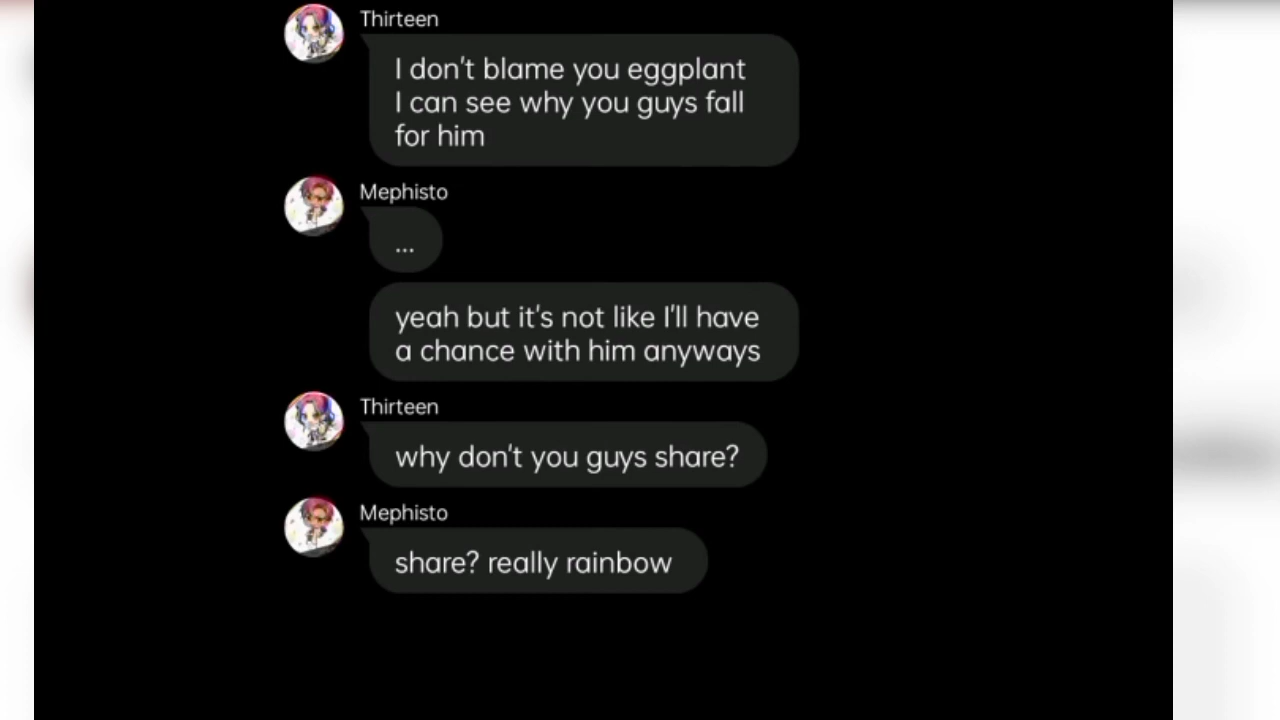 Thirteen
I don't blame you eggplant
I can see why you guys fall
for him
Mephisto
...
yeah but it's not like I'll have
a chance with him anyways
Thirteen
why don't you guys share?
Mephisto
share? really rainbow